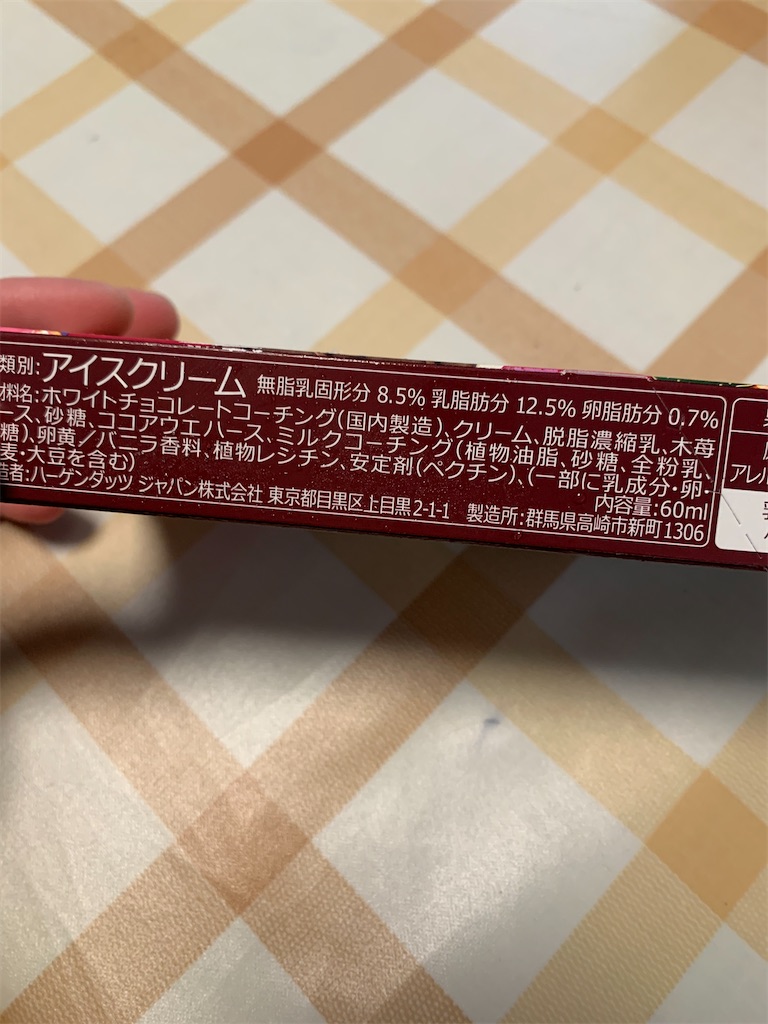 類別:アイスクリーム 無脂乳固形分 8.5% 乳脂肪分 12.5% 卵脂肪分 0.7%
材料名:ホワイトチョコレートコーチング(国内製造)、クリーム、脱脂濃縮乳、木苺
ース、砂糖、ココアウエハース、ミルクコーチング(植物油脂、砂糖、全粉乳、
糖)、卵黄/バニラ香料、植物レシチン、安定剤(ペクチン)、(一部に乳成分・卵・
麦・大豆を含む)
内容量:60ml
造者:ハーゲンダッツ ジャパン株式会社 東京都目黒区上目黒2-1-1 製造所:群馬県高崎市新町1306
アレル